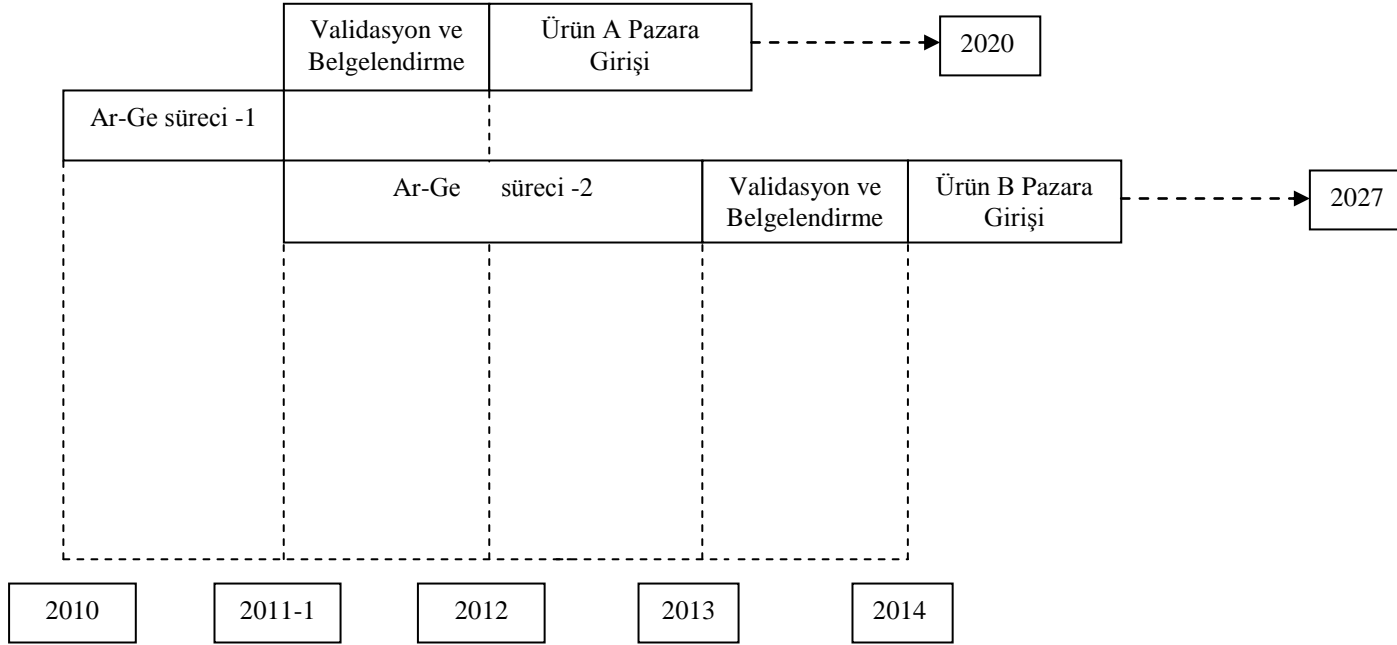 Validasyon ve
Belgelendirme
Ürün A Pazara
Girişi
2020
Ar-Ge süreci -1
Ar-Ge süreci -2
Validasyon ve
Belgelendirme
Ürün B Pazara
Girişi
2027
2010
2011-1
2012
2013
2014